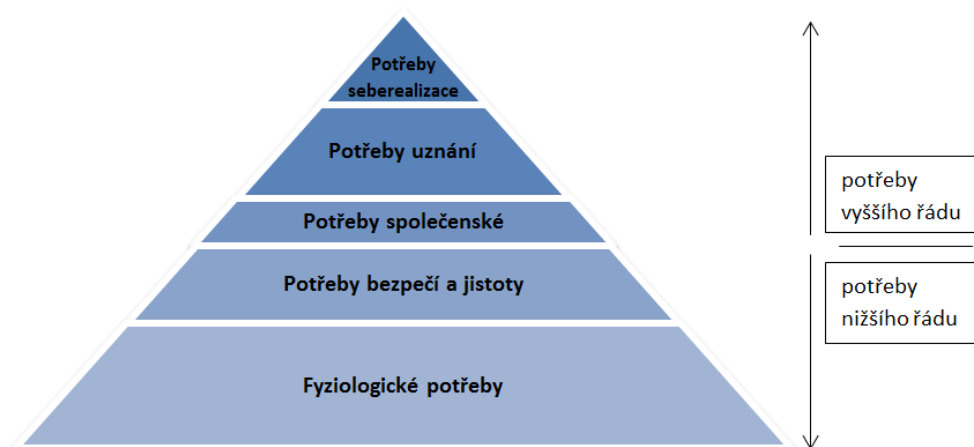 Potřeby
seberealizace
Potřeby uznání
Potřeby společenské
Potřeby bezpečí a jistoty
Fyziologické potřeby
potřeby
vyššího řádu
potřeby
nižšího řádu